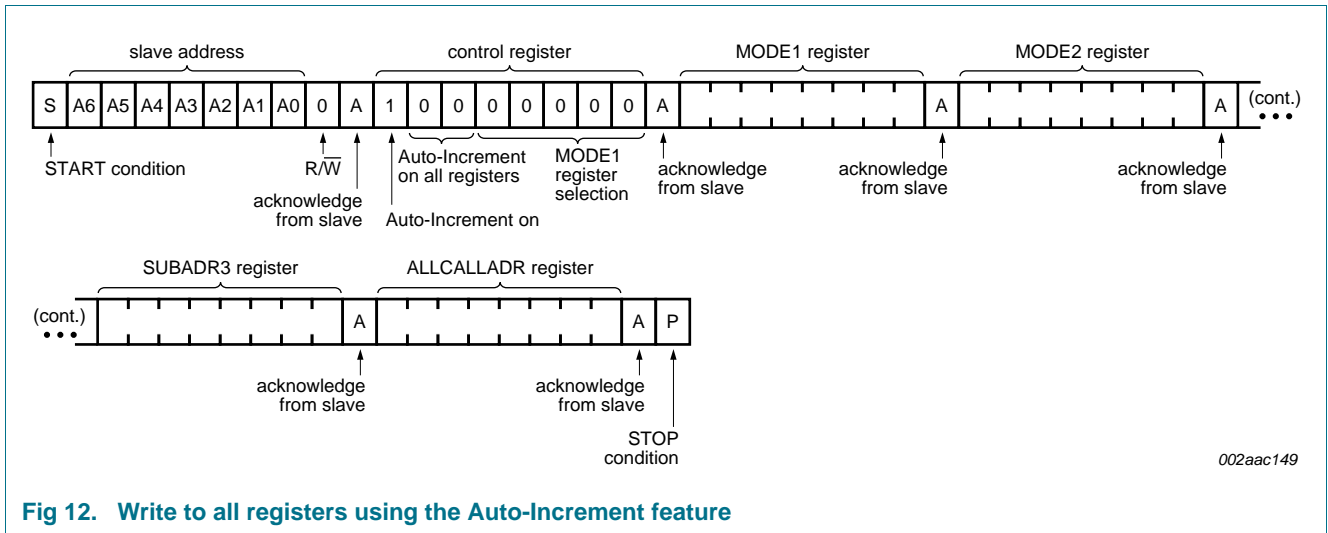 slave address control register MODE1 register MODE2 register
S A6 A5 A4 A3 A2 A1 A0 0 A 1 0 0 0 0 0 0 0 A A A (cont.)
START condition R/W̅ Auto-Increment on all registers MODE1 register selection acknowledge from slave acknowledge from slave acknowledge from slave
acknowledge from slave Auto-Increment on
SUBADR3 register ALLCALLADR register
(cont.) A A P
acknowledge from slave acknowledge from slave
STOP condition
002aac149
Fig 12. Write to all registers using the Auto-Increment feature